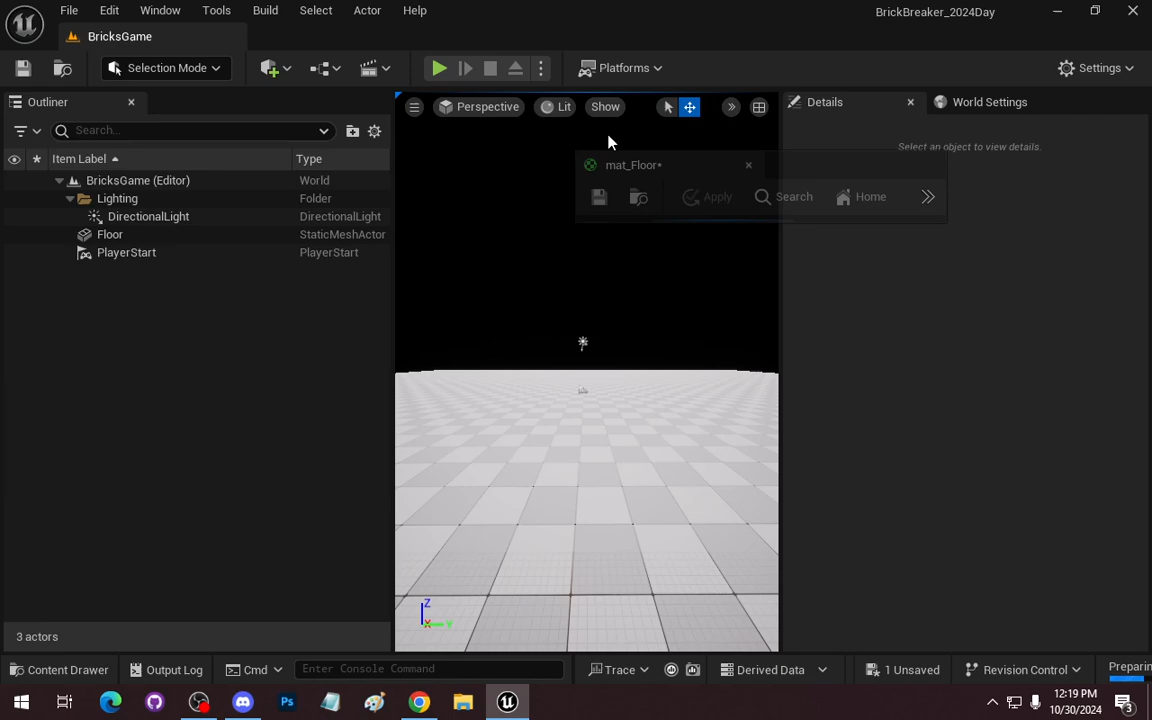 File Edit Window Tools Build Select Actor Help
BrickBreaker_2024Day
BricksGame
Selection Mode
Platforms
Settings
Outliner
Search...
Item Label
Type
BricksGame (Editor) World
Lighting Folder
DirectionalLight DirectionalLight
Floor StaticMeshActor
PlayerStart PlayerStart
3 actors
Perspective
Lit
Show
mat_Floor*
Apply
Search
Home
Z
X
Y
Details
World Settings
Select an object to view details.
Content Drawer
Output Log
Cmd
Enter Console Command
Trace
Derived Data
1 Unsaved
Revision Control
Preparin
Ps
12:19 PM
10/30/2024
3